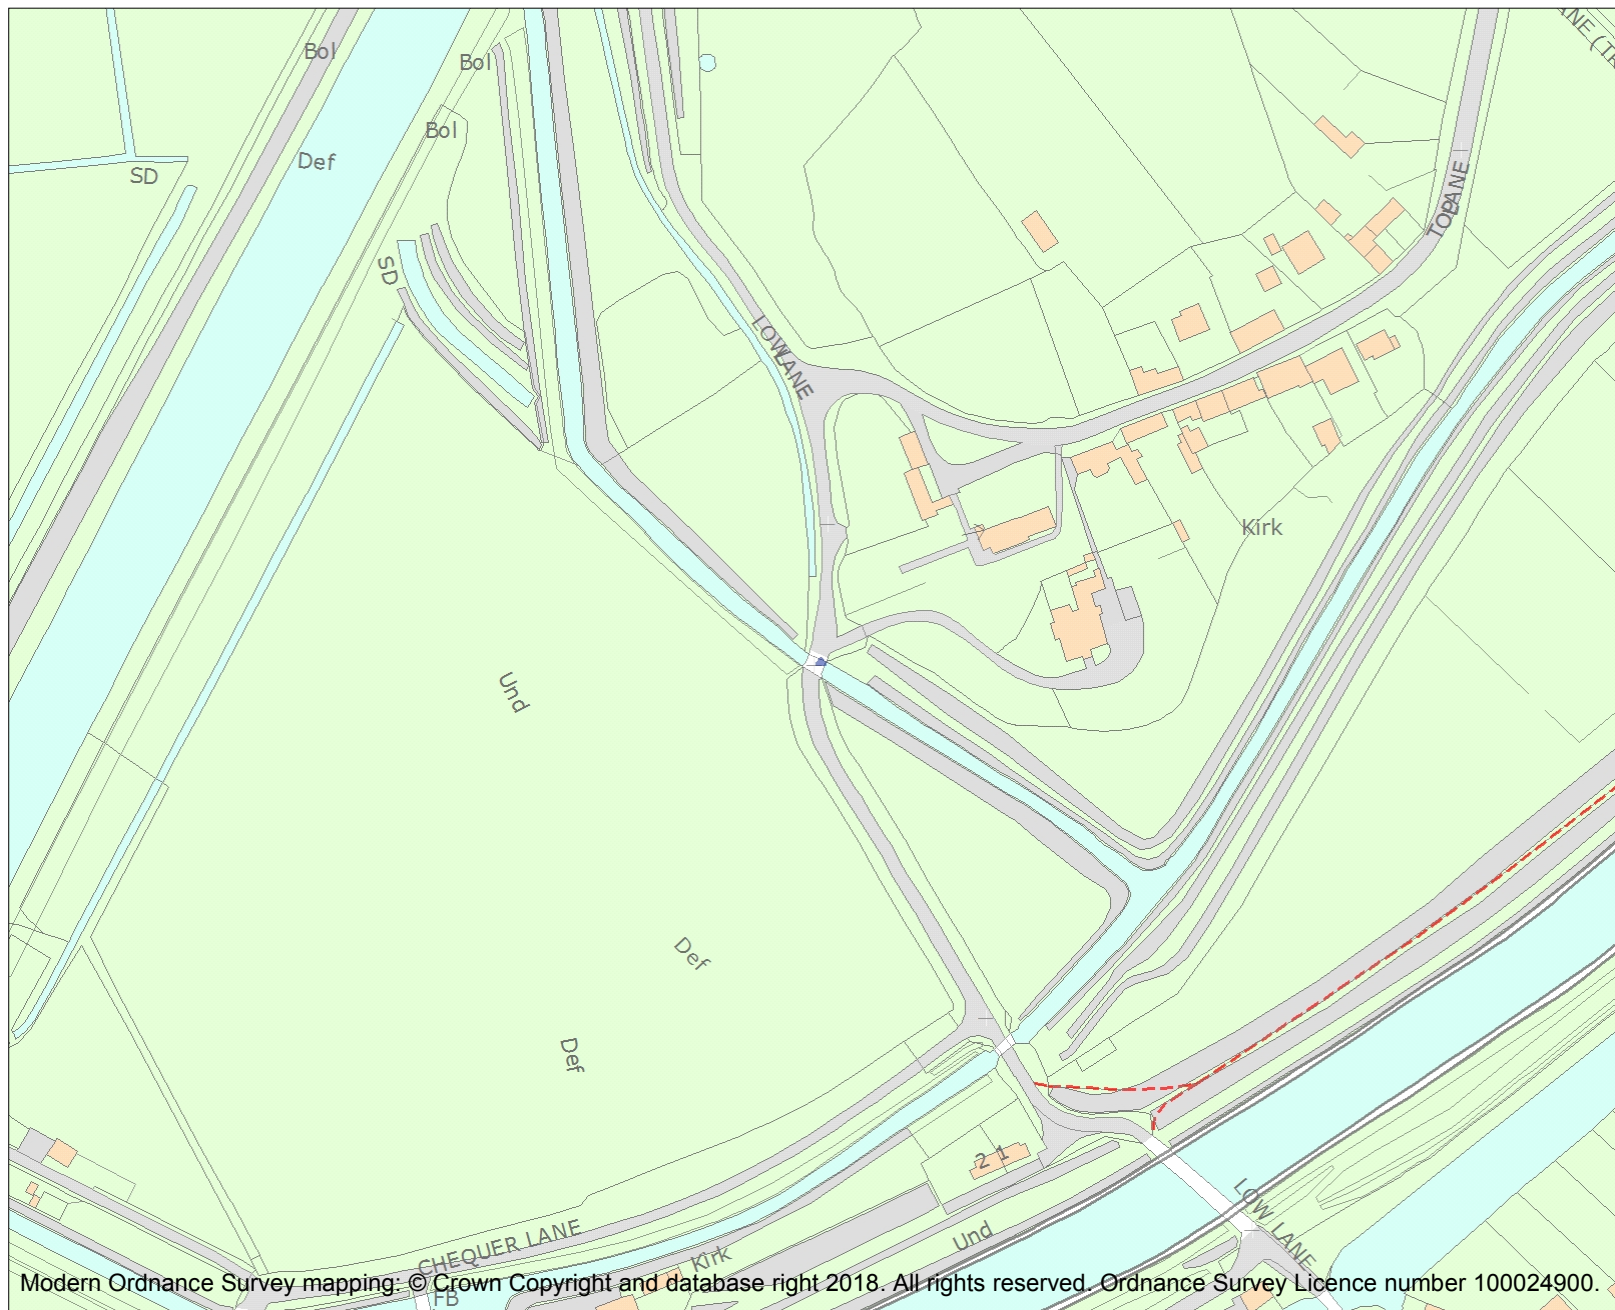 Bol
Bol
Bol
Def
SD
SD
LANE
TOP
LOW
LANE
Kirk
Und
Def
Def
2 1
LOW LANE
Und
CHEQUER LANE
Kirk
FB
Modern Ordnance Survey mapping: © Crown Copyright and database right 2018. All rights reserved. Ordnance Survey Licence number 100024900.